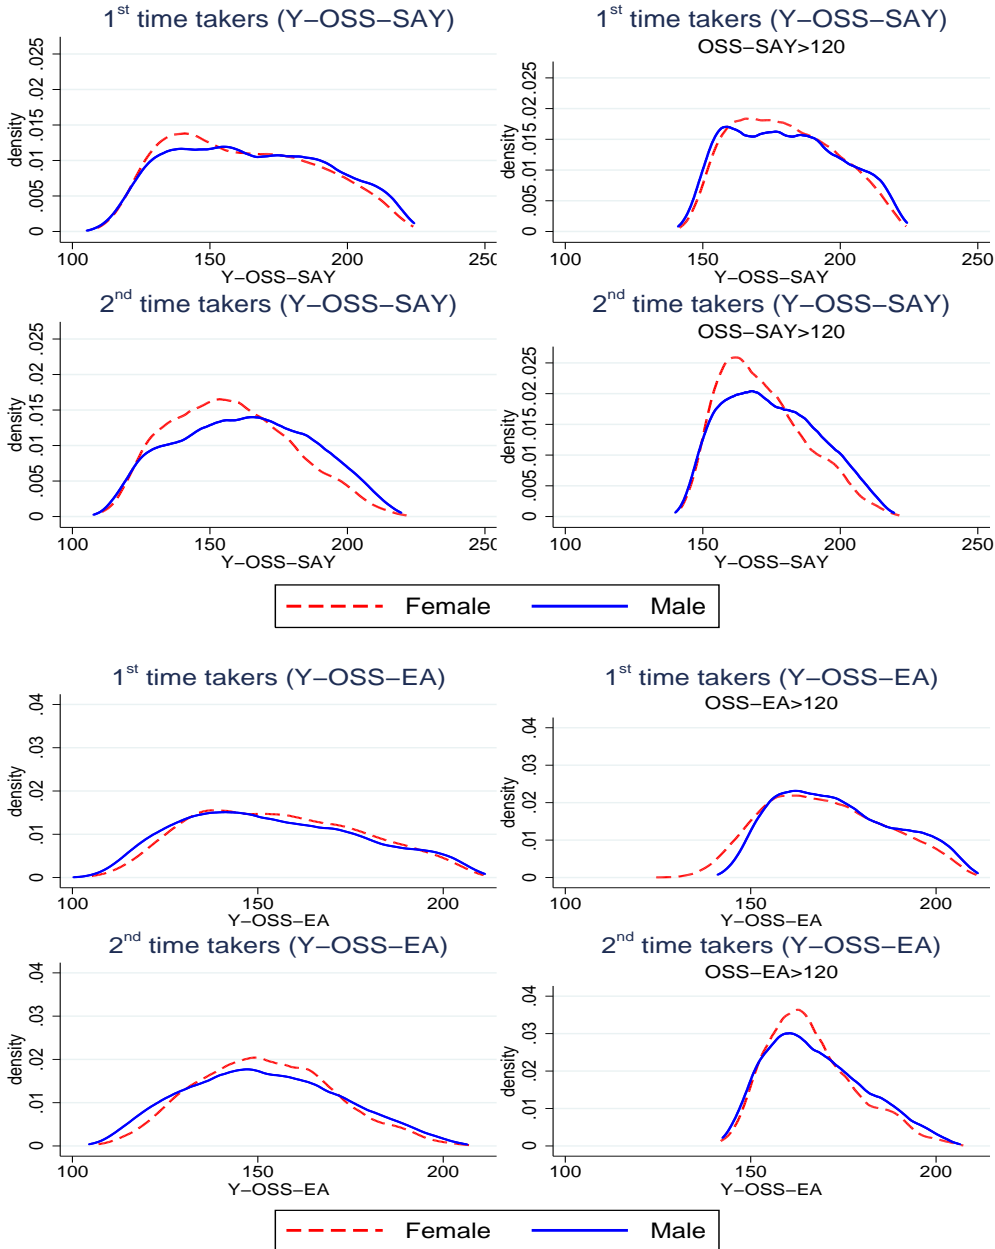 1st time takers (Y−OSS−SAY)
density
0 .005 .01 .015 .02 .025
100 150 200 250
Y−OSS−SAY
1st time takers (Y−OSS−SAY)
OSS−SAY>120
density
0 .005 .01 .015 .02 .025
100 150 200 250
Y−OSS−SAY
2nd time takers (Y−OSS−SAY)
density
0 .005 .01 .015 .02 .025
100 150 200 250
Y−OSS−SAY
2nd time takers (Y−OSS−SAY)
OSS−SAY>120
density
0 .005 .01 .015 .02 .025
100 150 200 250
Y−OSS−SAY
Female Male
1st time takers (Y−OSS−EA)
density
0 .01 .02 .03 .04
100 150 200
Y−OSS−EA
1st time takers (Y−OSS−EA)
OSS−EA>120
density
0 .01 .02 .03 .04
100 150 200
Y−OSS−EA
2nd time takers (Y−OSS−EA)
density
0 .01 .02 .03 .04
100 150 200
Y−OSS−EA
2nd time takers (Y−OSS−EA)
OSS−EA>120
density
0 .01 .02 .03 .04
100 150 200
Y−OSS−EA
Female Male